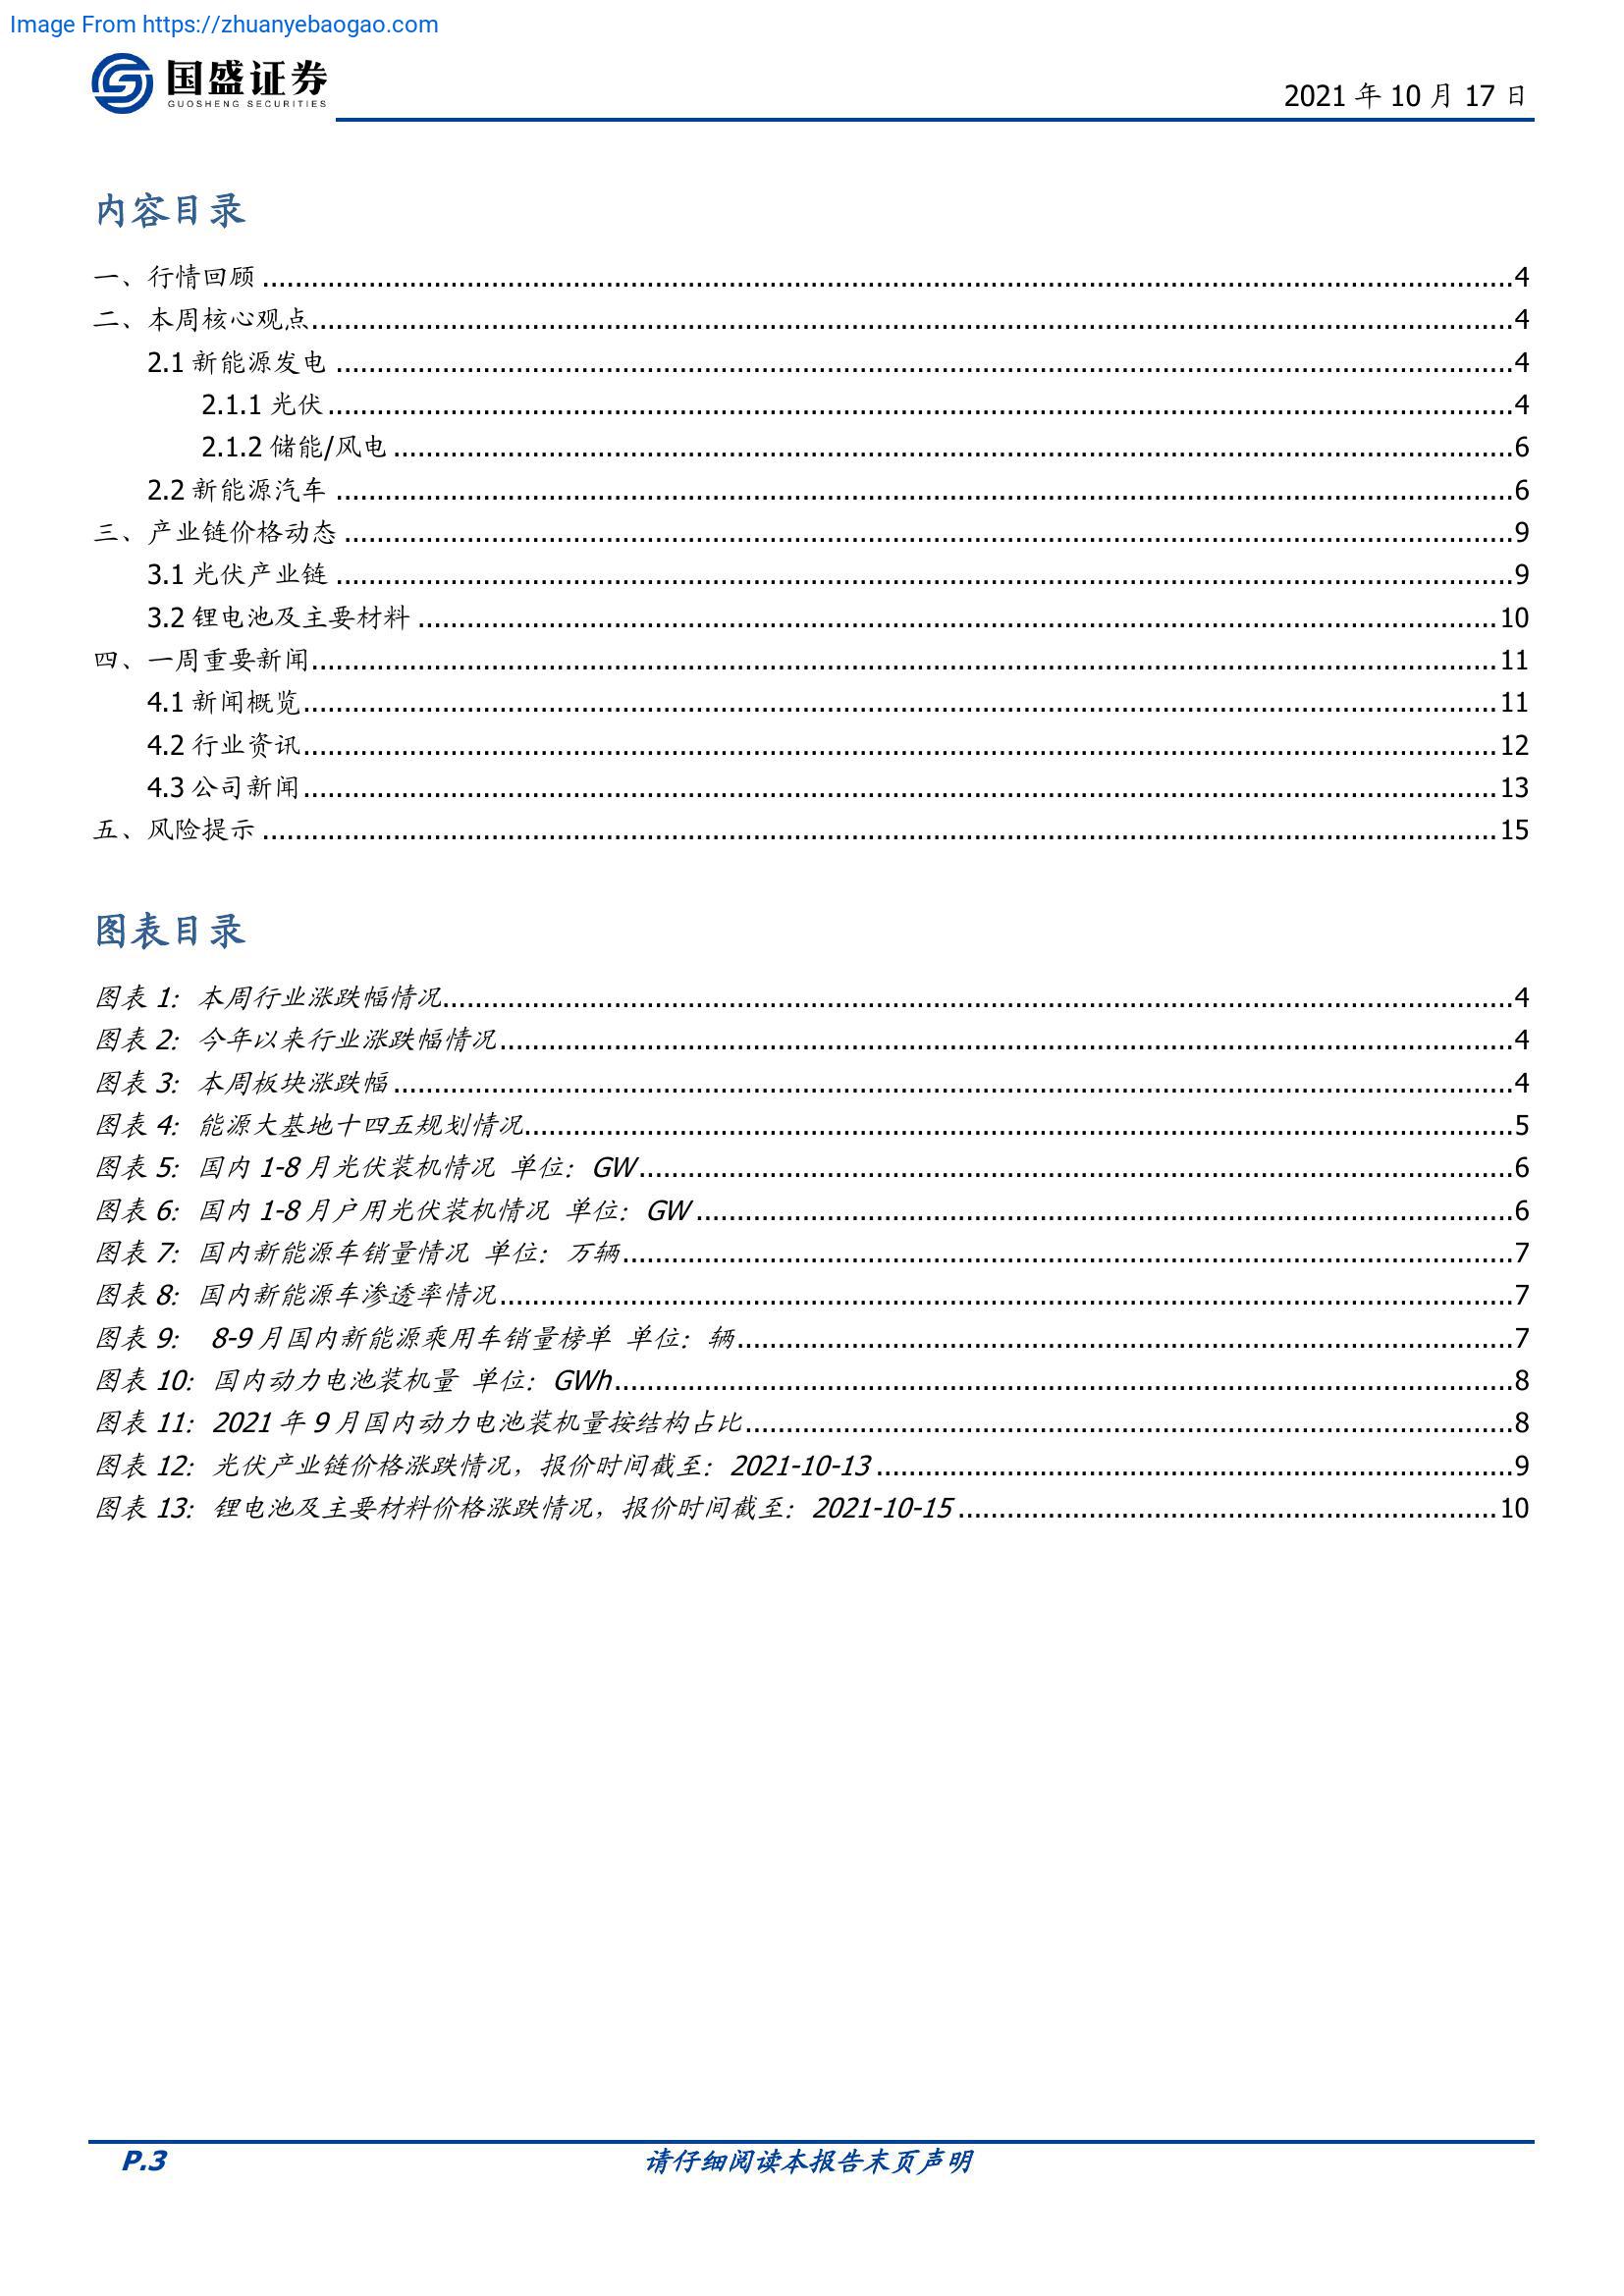 Image From https://zhuanyebaogao.com
国盛证券
GUOSHENG SECURITIES
2021 年 10 月 17 日
内容目录
一、行情回顾 ........ 4
二、本周核心观点 ........ 4
2.1 新能源发电 ........ 4
2.1.1 光伏 ........ 4
2.1.2 储能/风电 ........ 6
2.2 新能源汽车 ........ 6
三、产业链价格动态 ........ 9
3.1 光伏产业链 ........ 9
3.2 锂电池及主要材料 ........ 10
四、一周重要新闻 ........ 11
4.1 新闻概览 ........ 11
4.2 行业资讯 ........ 12
4.3 公司新闻 ........ 13
五、风险提示 ........ 15
图表目录
图表 1: 本周行业涨跌幅情况 ........ 4
图表 2: 今年以来行业涨跌幅情况 ........ 4
图表 3: 本周板块涨跌幅 ........ 4
图表 4: 能源大基地十四五规划情况 ........ 5
图表 5: 国内 1-8 月光伏装机情况 单位：GW ........ 6
图表 6: 国内 1-8 月户用光伏装机情况 单位：GW ........ 6
图表 7: 国内新能源车销量情况 单位：万辆 ........ 7
图表 8: 国内新能源车渗透率情况 ........ 7
图表 9: 8-9 月国内新能源乘用车销量榜单 单位：辆 ........ 7
图表 10: 国内动力电池装机量 单位：GWh ........ 8
图表 11: 2021 年 9 月国内动力电池装机量按结构占比 ........ 8
图表 12: 光伏产业链价格涨跌情况，报价时间截至：2021-10-13 ........ 9
图表 13: 锂电池及主要材料价格涨跌情况，报价时间截至：2021-10-15 ........ 10
P.3
请仔细阅读本报告末页声明